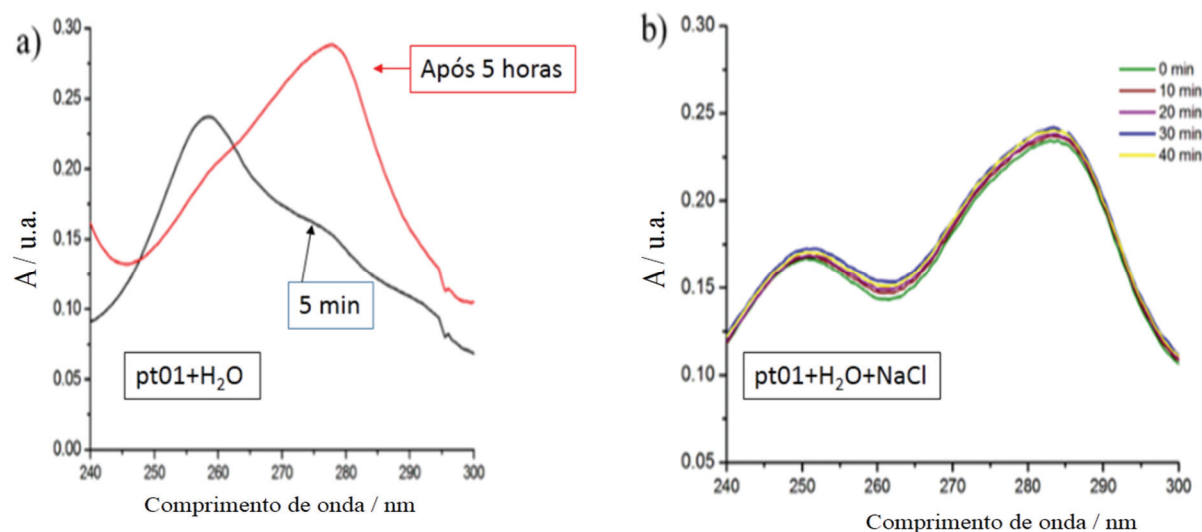 a)
0.30
0.25
0.20
0.15
0.10
0.05
0.00
A / u.a.
Após 5 horas
5 min
pt01+H₂O
240 250 260 270 280 290 300
Comprimento de onda / nm
b)
0.30
0.25
0.20
0.15
0.10
0.05
A / u.a.
0 min
10 min
20 min
30 min
40 min
pt01+H₂O+NaCl
240 250 260 270 280 290 300
Comprimento de onda / nm